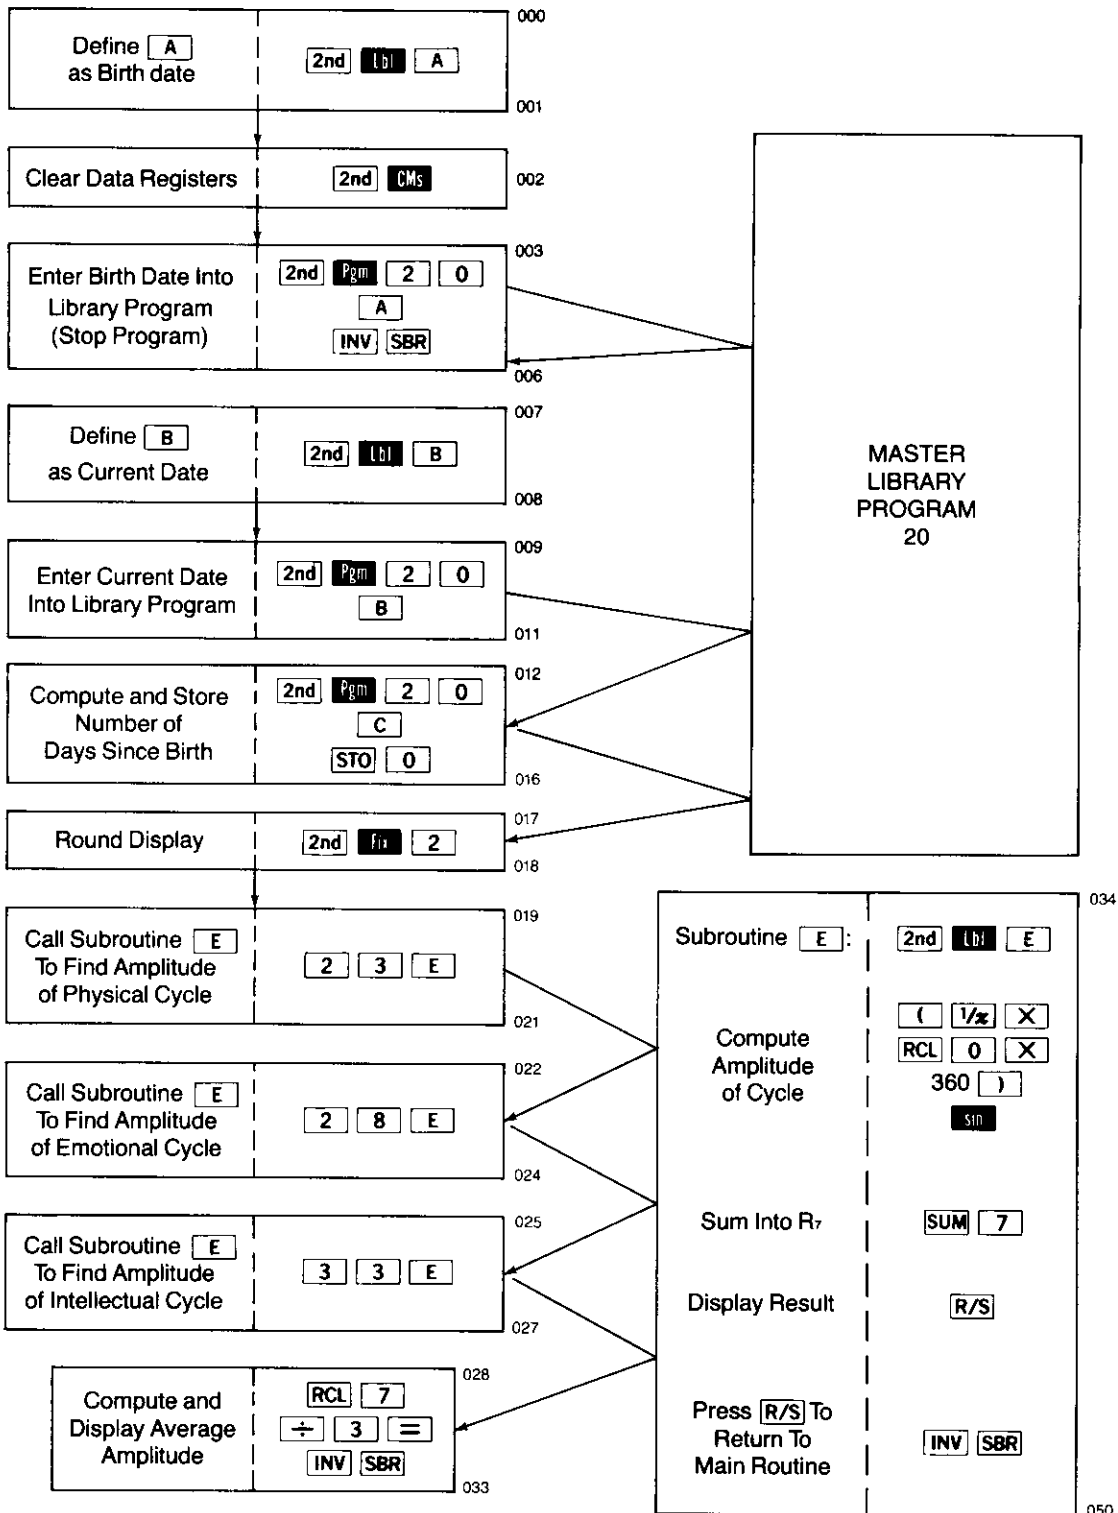 000
Define A
as Birth date
2nd Lbl A
001
Clear Data Registers
2nd CMs
002
003
Enter Birth Date Into
Library Program
(Stop Program)
2nd Pgm 2 0
A
INV SBR
006
007
Define B
as Current Date
2nd Lbl B
008
009
Enter Current Date
Into Library Program
2nd Pgm 2 0
B
011
012
Compute and Store
Number of
Days Since Birth
2nd Pgm 2 0
C
STO 0
016
017
Round Display
2nd Fix 2
018
019
Call Subroutine E
To Find Amplitude
of Physical Cycle
2 3 E
021
022
Call Subroutine E
To Find Amplitude
of Emotional Cycle
2 8 E
024
025
Call Subroutine E
To Find Amplitude
of Intellectual Cycle
3 3 E
027
028
Compute and
Display Average
Amplitude
RCL 7
÷ 3 =
INV SBR
033
MASTER
LIBRARY
PROGRAM
20
034
Subroutine E :
2nd Lbl E
Compute
Amplitude
of Cycle
( 1/x X
RCL 0 X
360 )
sin
Sum Into R7
SUM 7
Display Result
R/S
Press R/S To
Return To
Main Routine
INV SBR
050